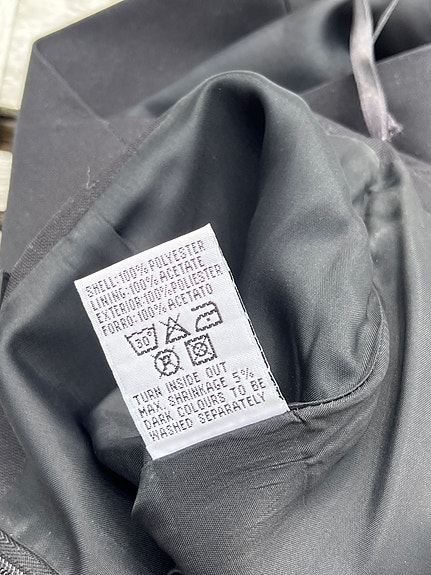 SHELL:100% POLYESTER
LINING:100% ACETATE
EXTERIOR:100% POLIESTER
FORRO:100% ACETATO
30°
P
TURN INSIDE OUT
MAX. SHRINKAGE 5%
DARK COLOURS TO BE
WASHED SEPARATELY